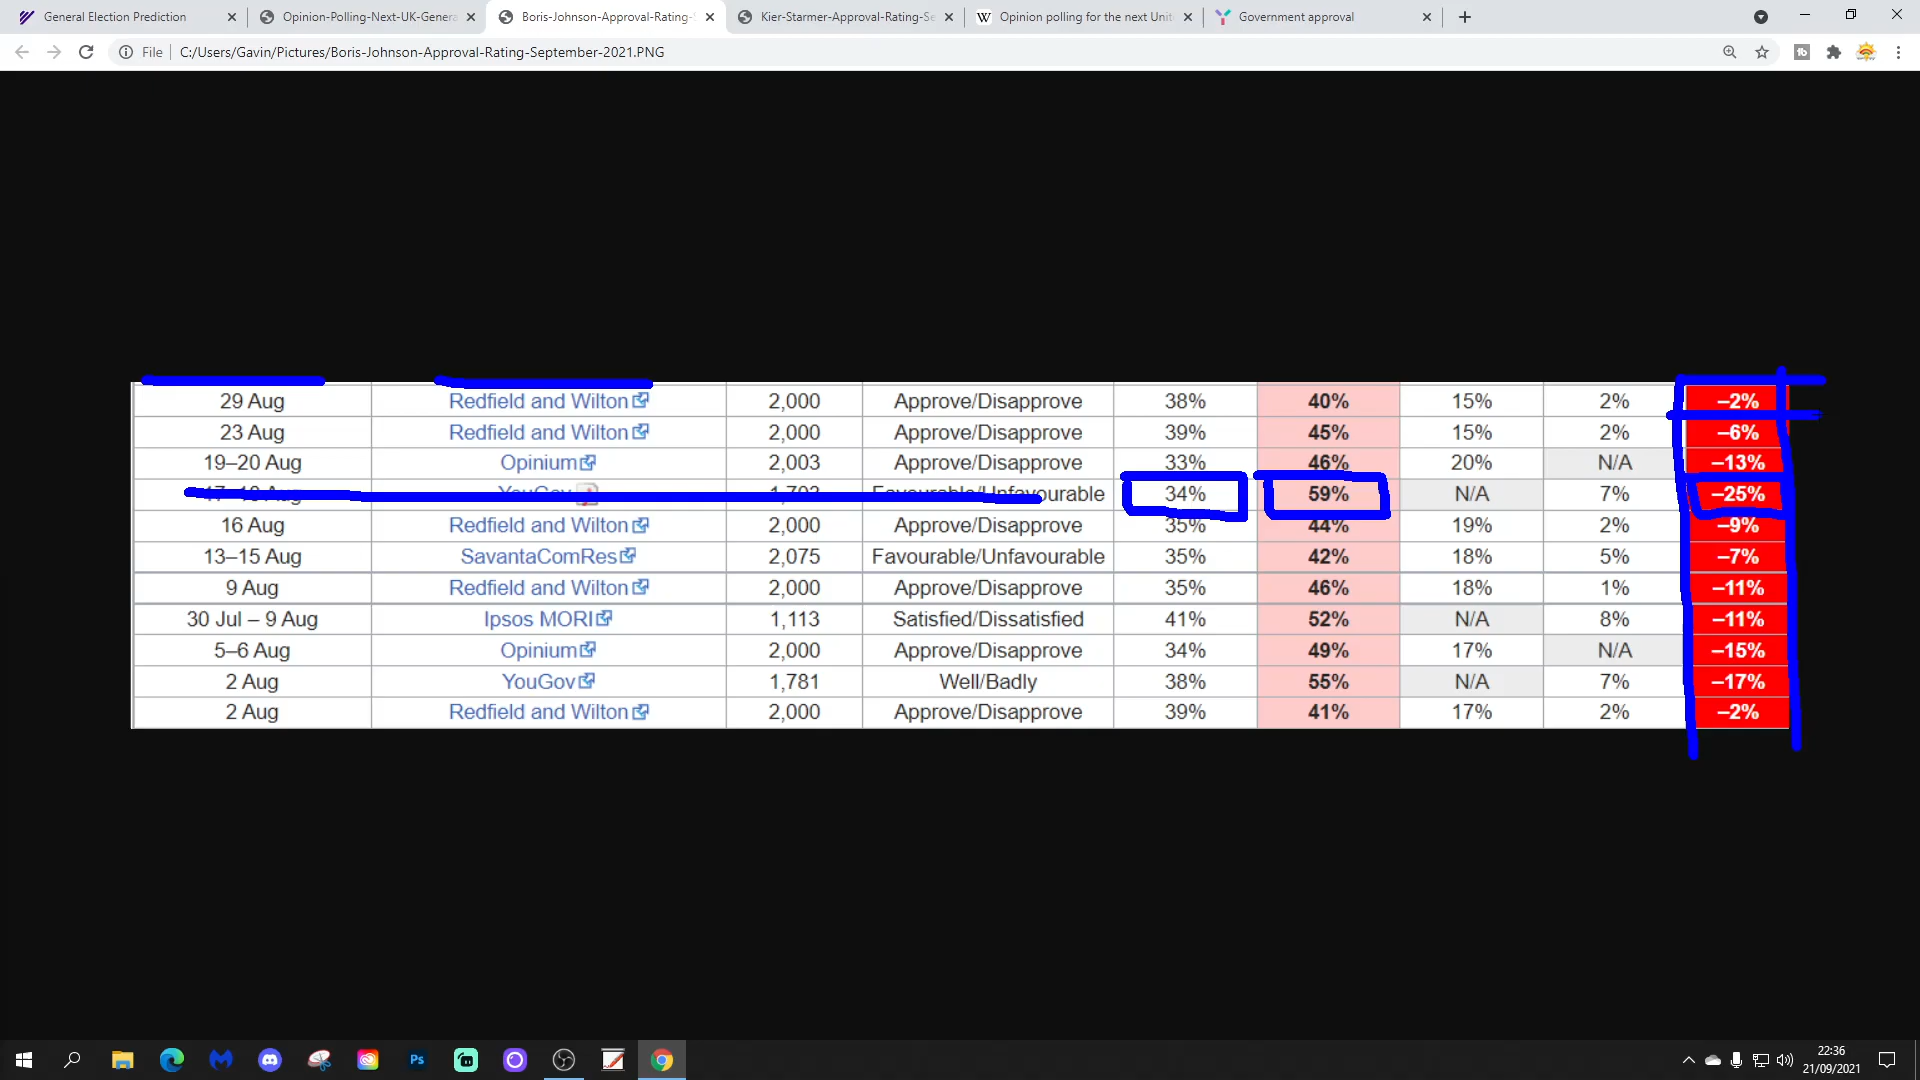 General Election Prediction
Opinion-Polling-Next-UK-Genera
Boris-Johnson-Approval-Rating-
Kier-Starmer-Approval-Rating-Se
Opinion polling for the next Unit
Government approval
File C:/Users/Gavin/Pictures/Boris-Johnson-Approval-Rating-September-2021.PNG
29 Aug Redfield and Wilton 2,000 Approve/Disapprove 38% 40% 15% 2% –2%
23 Aug Redfield and Wilton 2,000 Approve/Disapprove 39% 45% 15% 2% –6%
19–20 Aug Opinium 2,003 Approve/Disapprove 33% 46% 20% N/A –13%
YouGov Favourable/Unfavourable 34% 59% N/A 7% –25%
16 Aug Redfield and Wilton 2,000 Approve/Disapprove 35% 44% 19% 2% –9%
13–15 Aug SavantaComRes 2,075 Favourable/Unfavourable 35% 42% 18% 5% –7%
9 Aug Redfield and Wilton 2,000 Approve/Disapprove 35% 46% 18% 1% –11%
30 Jul – 9 Aug Ipsos MORI 1,113 Satisfied/Dissatisfied 41% 52% N/A 8% –11%
5–6 Aug Opinium 2,000 Approve/Disapprove 34% 49% 17% N/A –15%
2 Aug YouGov 1,781 Well/Badly 38% 55% N/A 7% –17%
2 Aug Redfield and Wilton 2,000 Approve/Disapprove 39% 41% 17% 2% –2%
Ps
22:36
21/09/2021